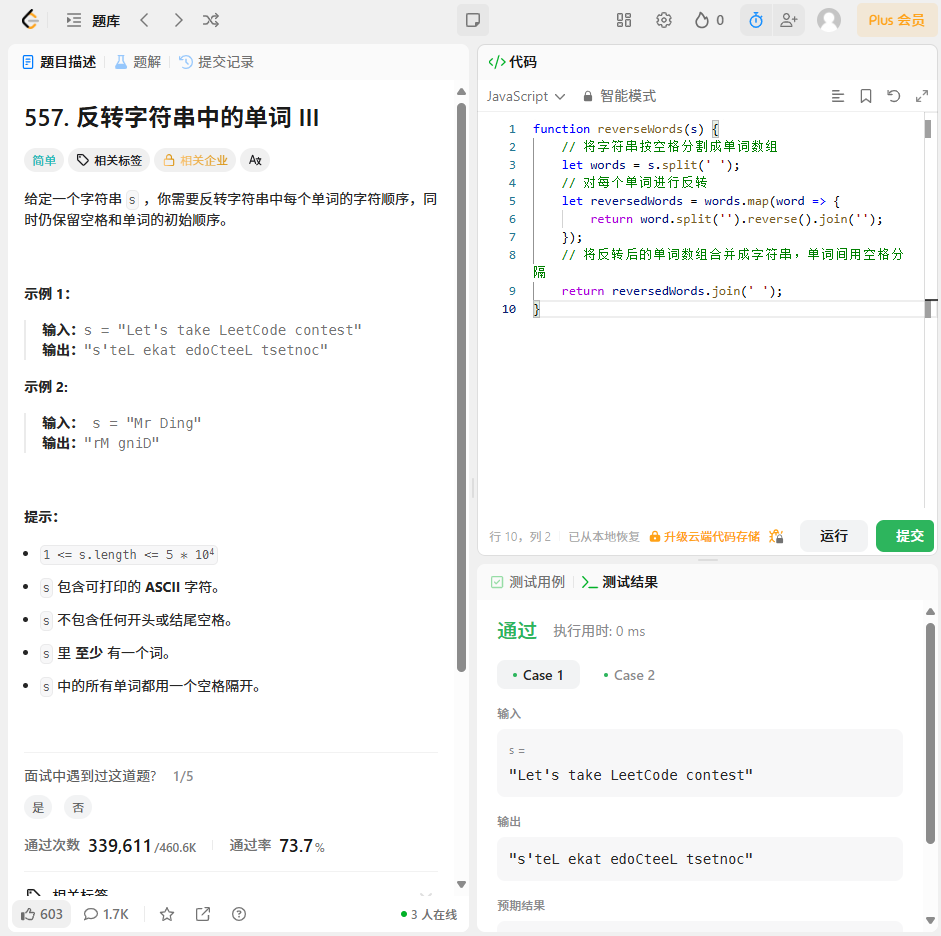 题库
0
Plus 会员
题目描述
题解
提交记录
557. 反转字符串中的单词 III
简单
相关标签
相关企业
给定一个字符串 s ，你需要反转字符串中每个单词的字符顺序，同
时仍保留空格和单词的初始顺序。
示例 1：
输入：s = "Let's take LeetCode contest"
输出："s'teL ekat edoCteeL tsetnoc"
示例 2:
输入： s = "Mr Ding"
输出："rM gniD"
提示：
1 <= s.length <= 5 * 10⁴
s 包含可打印的 ASCII 字符。
s 不包含任何开头或结尾空格。
s 里 至少 有一个词。
s 中的所有单词都用一个空格隔开。
面试中遇到过这道题? 1/5
是
否
通过次数 339,611/460.6K
通过率 73.7%
相关标签
603
1.7K
3 人在线
</>代码
JavaScript
智能模式
1 function reverseWords(s) {
2 // 将字符串按空格分割成单词数组
3 let words = s.split(' ');
4 // 对每个单词进行反转
5 let reversedWords = words.map(word => {
6 return word.split('').reverse().join('');
7 });
8 // 将反转后的单词数组合并成字符串，单词间用空格分
隔
9 return reversedWords.join(' ');
10 }
行 10，列 2
已从本地恢复
升级云端代码存储
运行
提交
测试用例
测试结果
通过 执行用时: 0 ms
Case 1
Case 2
输入
s =
"Let's take LeetCode contest"
输出
"s'teL ekat edoCteeL tsetnoc"
预期结果